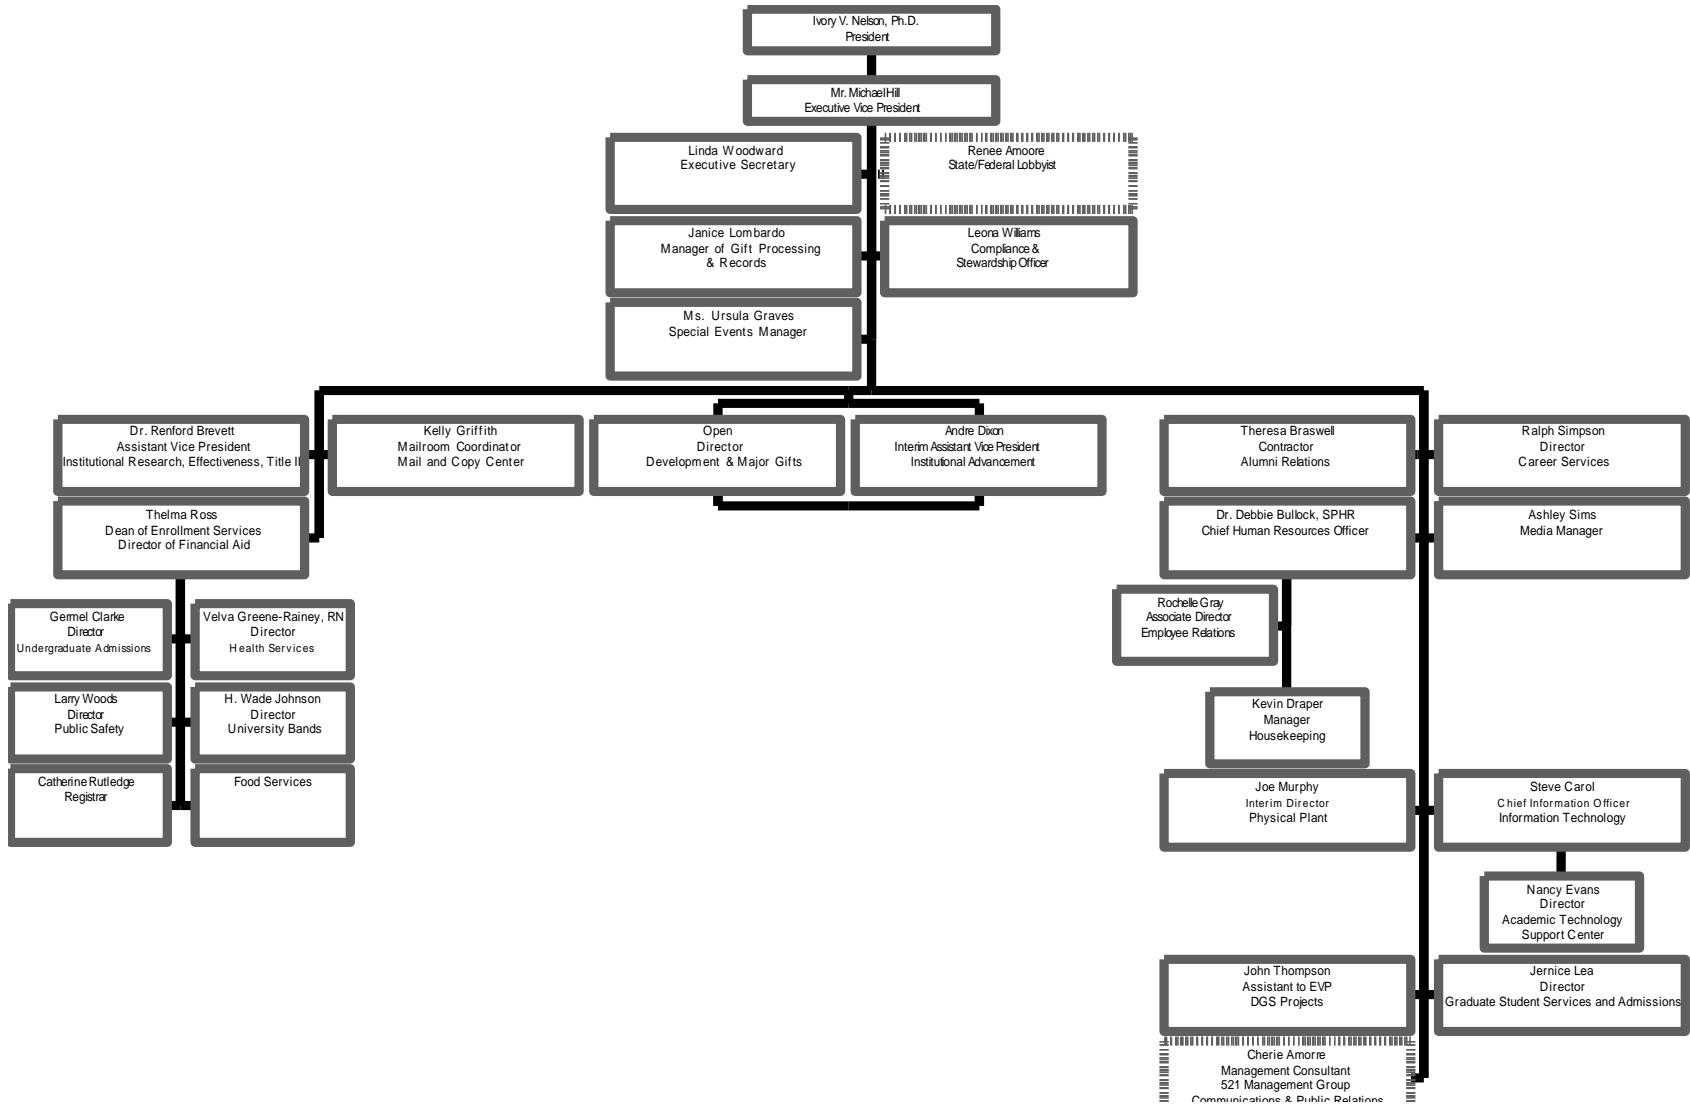 Ivory V. Nelson, Ph.D.
President
Mr. Michael Hill
Executive Vice President
Linda Woodward
Executive Secretary
Renee Amoore
State/Federal Lobbyist
Janice Lombardo
Manager of Gift Processing
& Records
Leona Williams
Compliance &
Stewardship Officer
Ms. Ursula Graves
Special Events Manager
Dr. Renford Brevett
Assistant Vice President
Institutional Research, Effectiveness, Title II
Kelly Griffith
Mailroom Coordinator
Mail and Copy Center
Open
Director
Development & Major Gifts
Andre Dixon
Interim Assistant Vice President
Institutional Advancement
Theresa Braswell
Contractor
Alumni Relations
Ralph Simpson
Director
Career Services
Thelma Ross
Dean of Enrollment Services
Director of Financial Aid
Dr. Debbie Bullock, SPHR
Chief Human Resources Officer
Ashley Sims
Media Manager
Germel Clarke
Director
Undergraduate Admissions
Velva Greene-Rainey, RN
Director
Health Services
Rochelle Gray
Associate Director
Employee Relations
Larry Woods
Director
Public Safety
H. Wade Johnson
Director
University Bands
Kevin Draper
Manager
Housekeeping
Catherine Rutledge
Registrar
Food Services
Joe Murphy
Interim Director
Physical Plant
Steve Carol
Chief Information Officer
Information Technology
Nancy Evans
Director
Academic Technology
Support Center
John Thompson
Assistant to EVP
DGS Projects
Jernice Lea
Director
Graduate Student Services and Admissions
Cherie Amorre
Management Consultant
521 Management Group
Communications & Public Relations